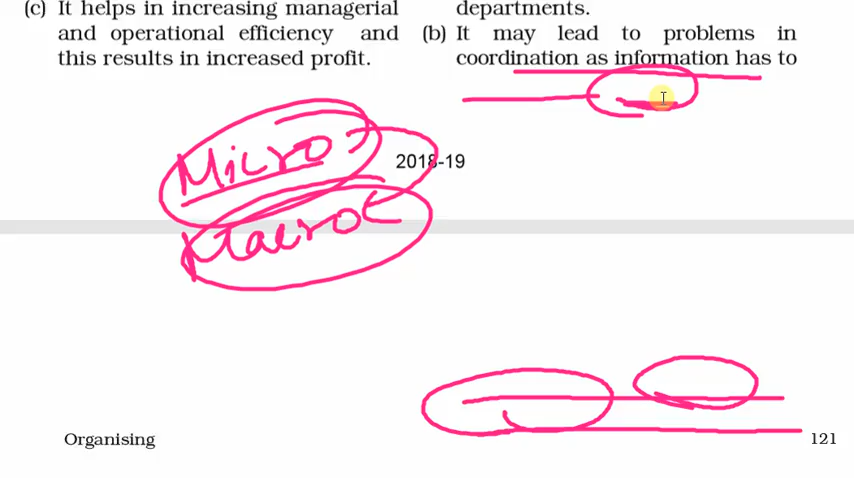 (c) It helps in increasing managerial
and operational efficiency and
this results in increased profit.
departments.
(b) It may lead to problems in
coordination as information has to
Micro
2018-19
Macro
Organising
121